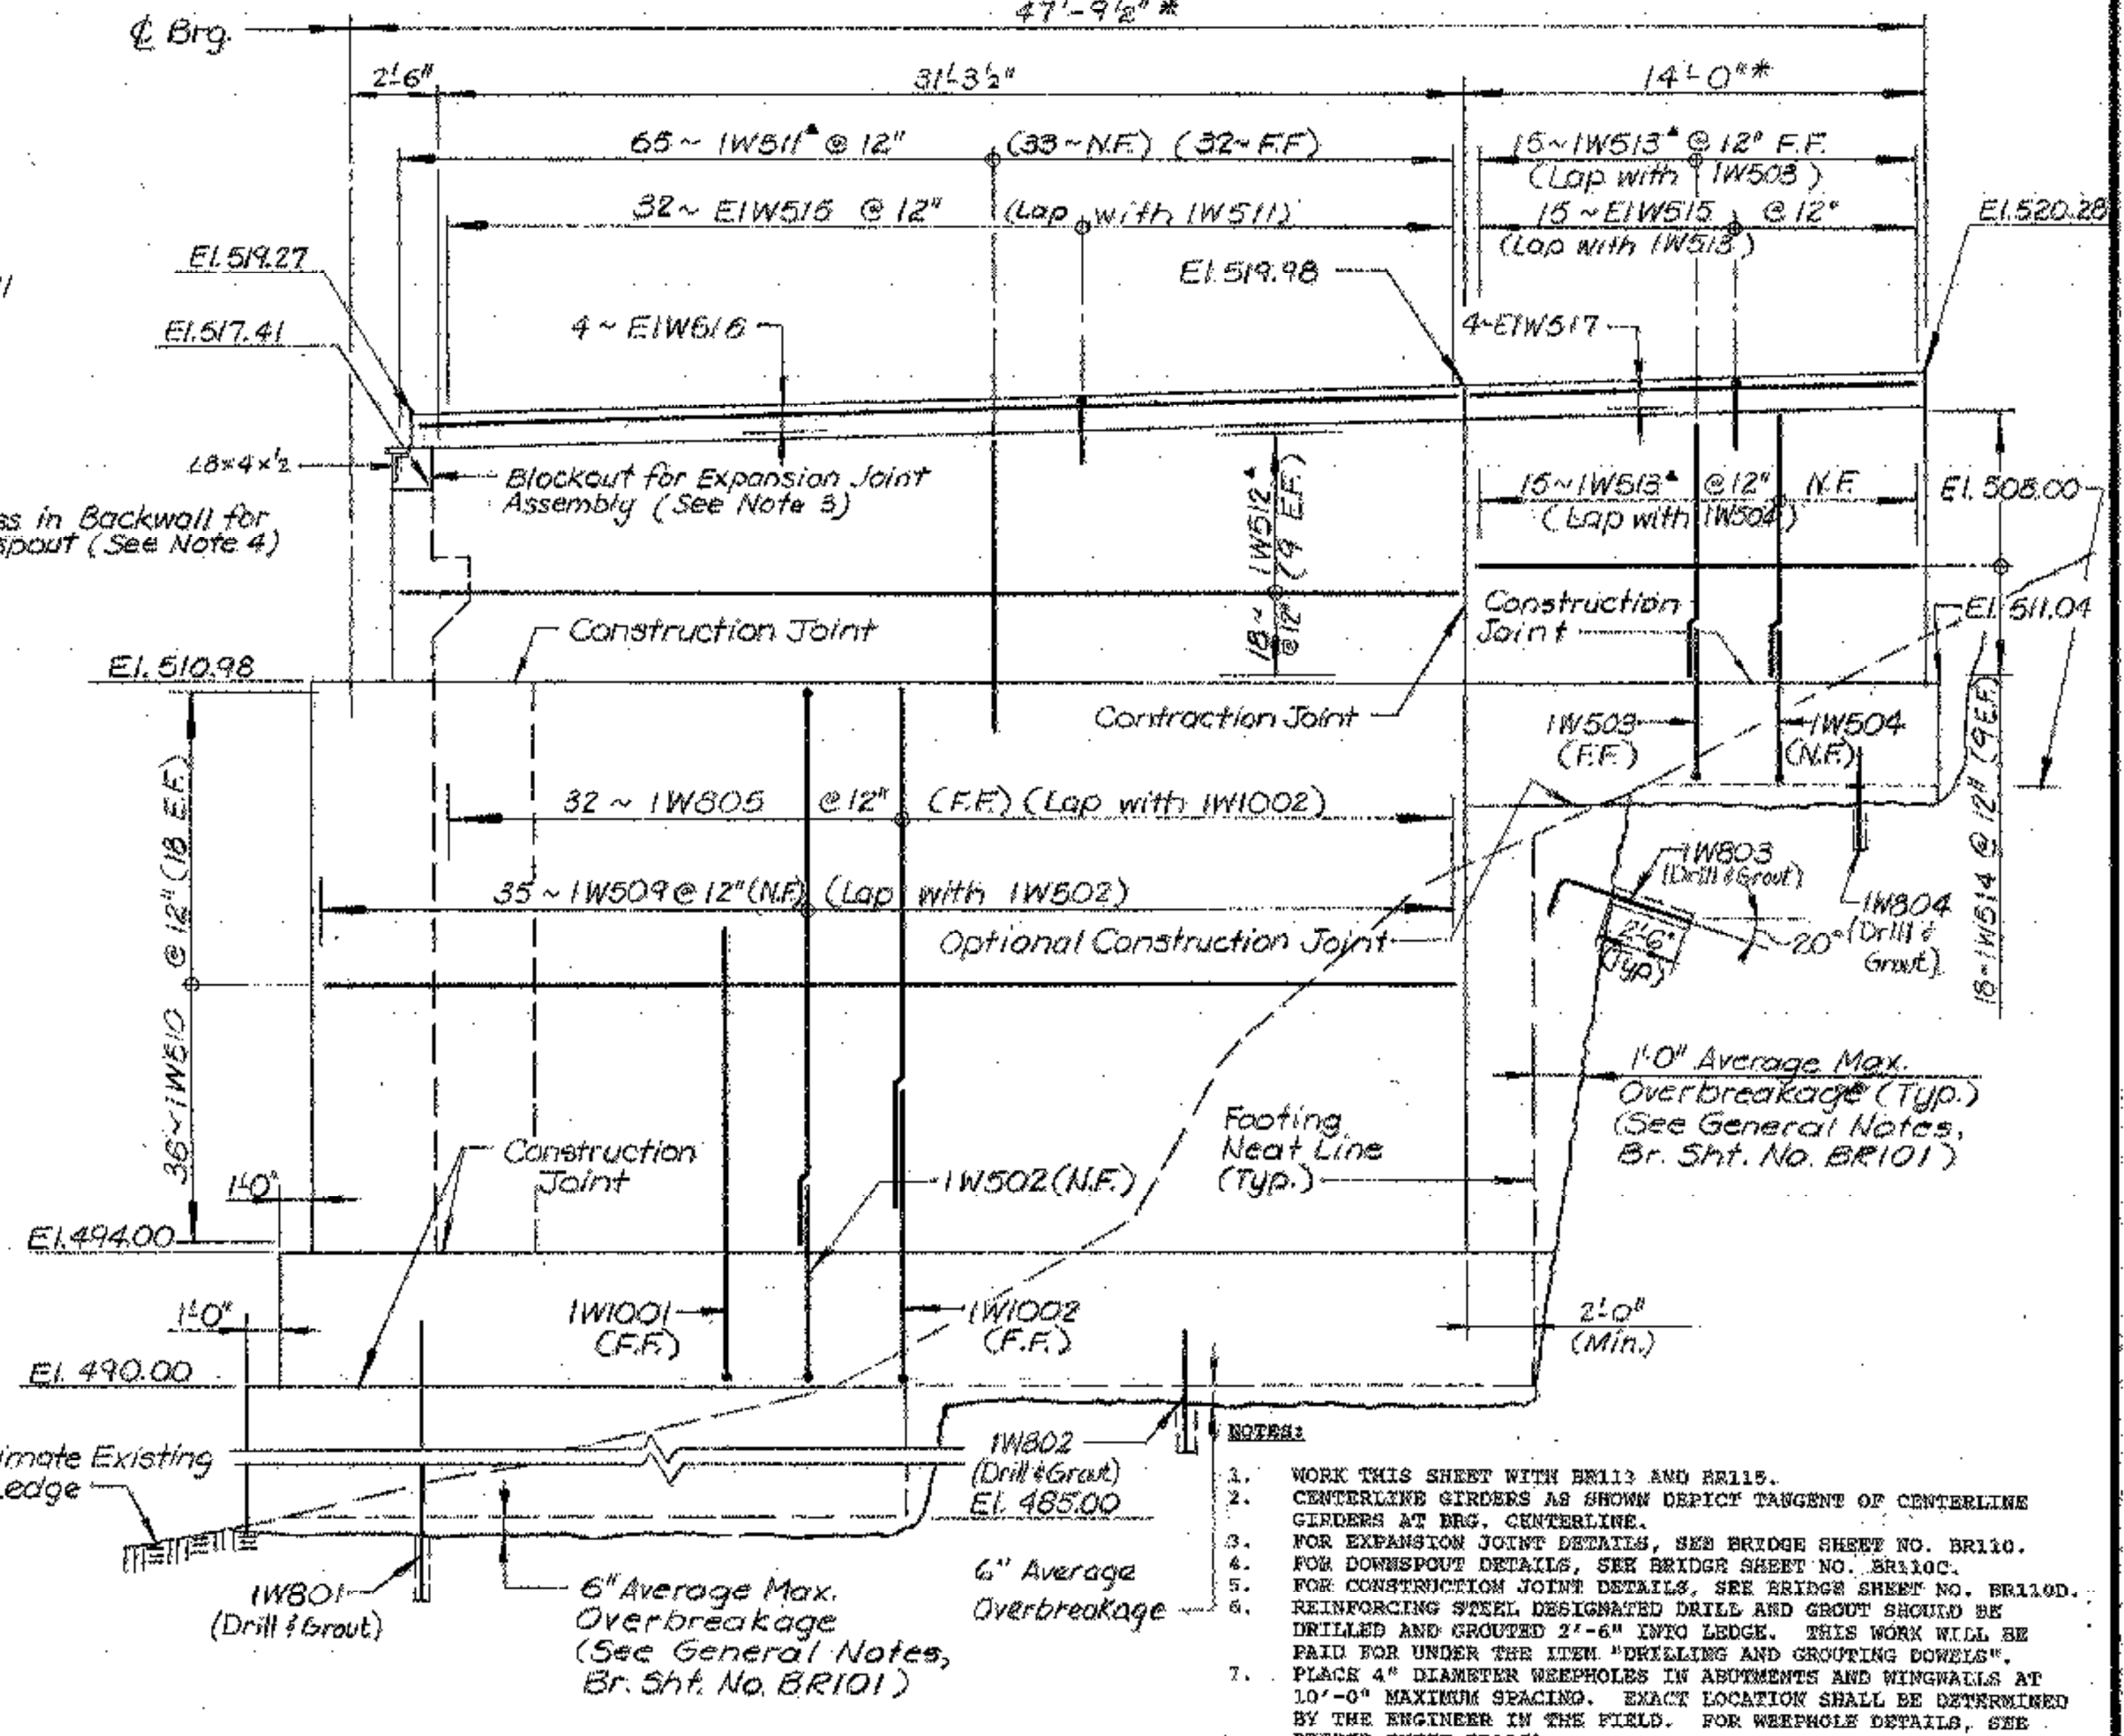 47'-9½" *
℄ Brg.
2'-6"
31'-3½"
14'-0" *
65 ~ 1W511▲ @ 12" (33~N.F.) (32~F.F.)
15~1W513▲ @ 12" F.F.
(Lap with 1W503)
32 ~ E1W515 @ 12" (Lap with 1W511)
15 ~ E1W515 @ 12"
(Lap with 1W513)
El. 520.28
El. 519.27
El. 519.98
El. 517.41
4 ~ E1W516
4~E1W517
L8×4×½
Blockout for Expansion Joint
Assembly (See Note 3)
ss in Backwall for
spout (See Note 4)
18 ~ 1W512▲
@ 12" (9 E.F.)
15~1W513▲ @ 12" N.F.
(Lap with 1W504)
El. 508.00
Construction
Joint
El. 511.04
Construction Joint
El. 510.98
Contraction Joint
1W503
(F.F.)
1W504
(N.F.)
36~1W510 @ 12" (18 E.F.)
32 ~ 1W805 @ 12" (F.F.) (Lap with 1W1002)
18~1W514 @ 12" (9 E.F.)
35 ~ 1W509 @ 12" (N.F.) (Lap with 1W502)
1W803
(Drill & Grout)
1W804
(Drill &
Grout)
20°
2'-6"
(Typ.)
Optional Construction Joint
1'-0" Average Max.
Overbreakage (Typ.)
(See General Notes,
Br. Sht. No. BR101)
Footing
Neat Line
(Typ.)
Construction
Joint
1W502 (N.F.)
1'-0"
El. 494.00
1'-0"
1W1001
(F.F.)
1W1002
(F.F.)
2'-0"
(Min.)
El. 490.00
imate Existing
edge
1W802
(Drill & Grout)
El. 485.00
1W801
(Drill & Grout)
6" Average Max.
Overbreakage
(See General Notes,
Br. Sht. No. BR101)
6" Average
Overbreakage
NOTES:
1. WORK THIS SHEET WITH BR113 AND BR115.
2. CENTERLINE GIRDERS AS SHOWN DEPICT TANGENT OF CENTERLINE
GIRDERS AT BRG. CENTERLINE.
3. FOR EXPANSION JOINT DETAILS, SEE BRIDGE SHEET NO. BR110.
4. FOR DOWNSPOUT DETAILS, SEE BRIDGE SHEET NO. BR110C.
5. FOR CONSTRUCTION JOINT DETAILS, SEE BRIDGE SHEET NO. BR110D.
6. REINFORCING STEEL DESIGNATED DRILL AND GROUT SHOULD BE
DRILLED AND GROUTED 2'-6" INTO LEDGE. THIS WORK WILL BE
PAID FOR UNDER THE ITEM "DRILLING AND GROUTING DOWELS".
7. PLACE 4" DIAMETER WEEPHOLES IN ABUTMENTS AND WINGWALLS AT
10'-0" MAXIMUM SPACING. EXACT LOCATION SHALL BE DETERMINED
BY THE ENGINEER IN THE FIELD. FOR WEEPHOLE DETAILS, SEE